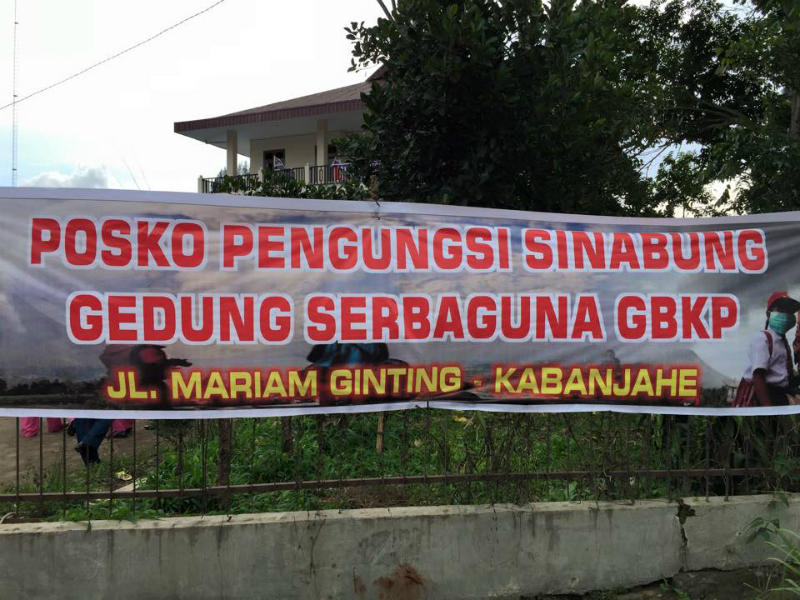 POSKO PENGUNGSI SINABUNG
GEDUNG SERBAGUNA GBKP
JL. MARIAM GINTING - KABANJAHE